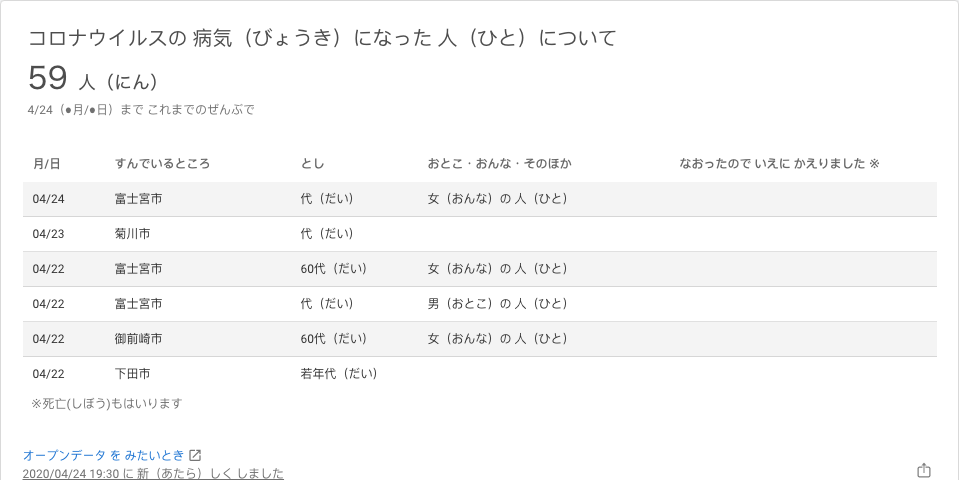 コロナウイルスの 病気（びょうき）になった 人（ひと）について
59 人（にん）
4/24（●月/●日）まで これまでのぜんぶで
月/日 すんでいるところ とし おとこ・おんな・そのほか なおったので いえに かえりました ※
04/24 富士宮市 代（だい） 女（おんな）の 人（ひと）
04/23 菊川市 代（だい）
04/22 富士宮市 60代（だい） 女（おんな）の 人（ひと）
04/22 富士宮市 代（だい） 男（おとこ）の 人（ひと）
04/22 御前崎市 60代（だい） 女（おんな）の 人（ひと）
04/22 下田市 若年代（だい）
※死亡(しぼう)もはいります
オープンデータ を みたいとき
2020/04/24 19:30 に 新（あたら）しく しました